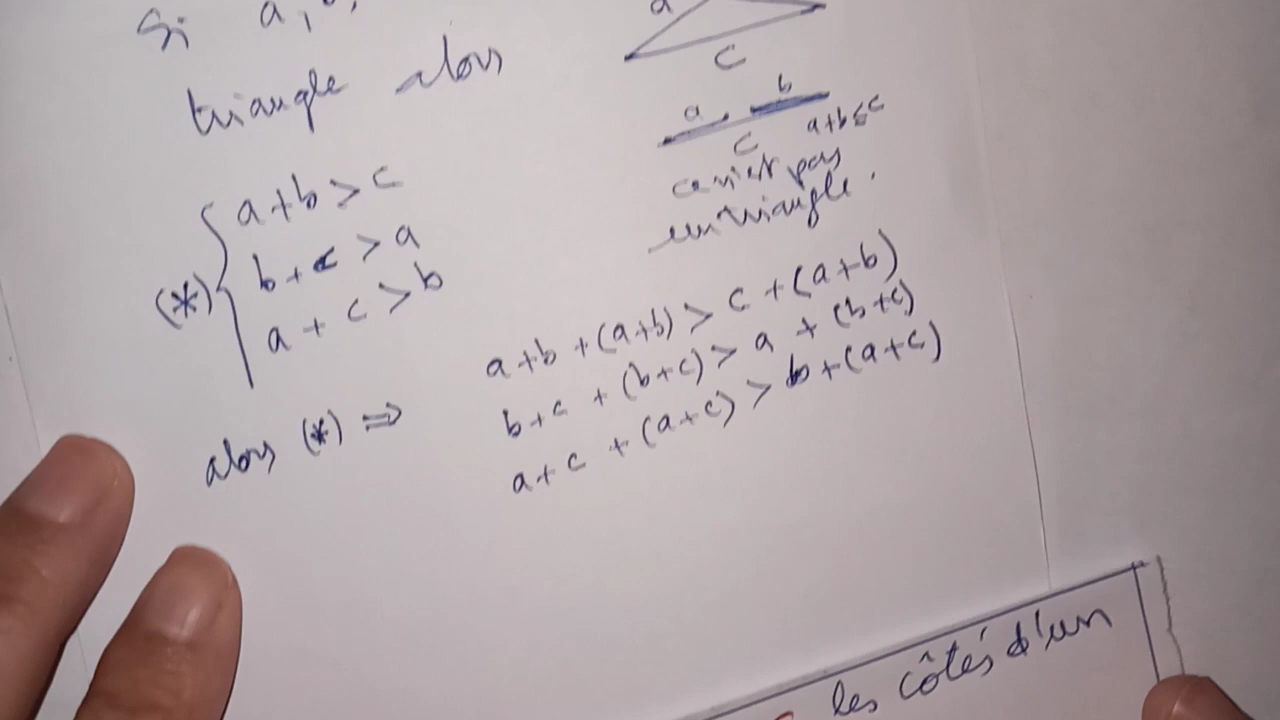 Si a,
triangle alors
a
c
a b
c a+b≤c
ce n'est pas
un triangle.
(*) { a+b > c
b+c > a
a+c > b
alors (*) ⇒ a+b+(a+b) > c+(a+b)
b+c+(b+c) > a+(b+c)
a+c+(a+c) > b+(a+c)
les côtés d'un